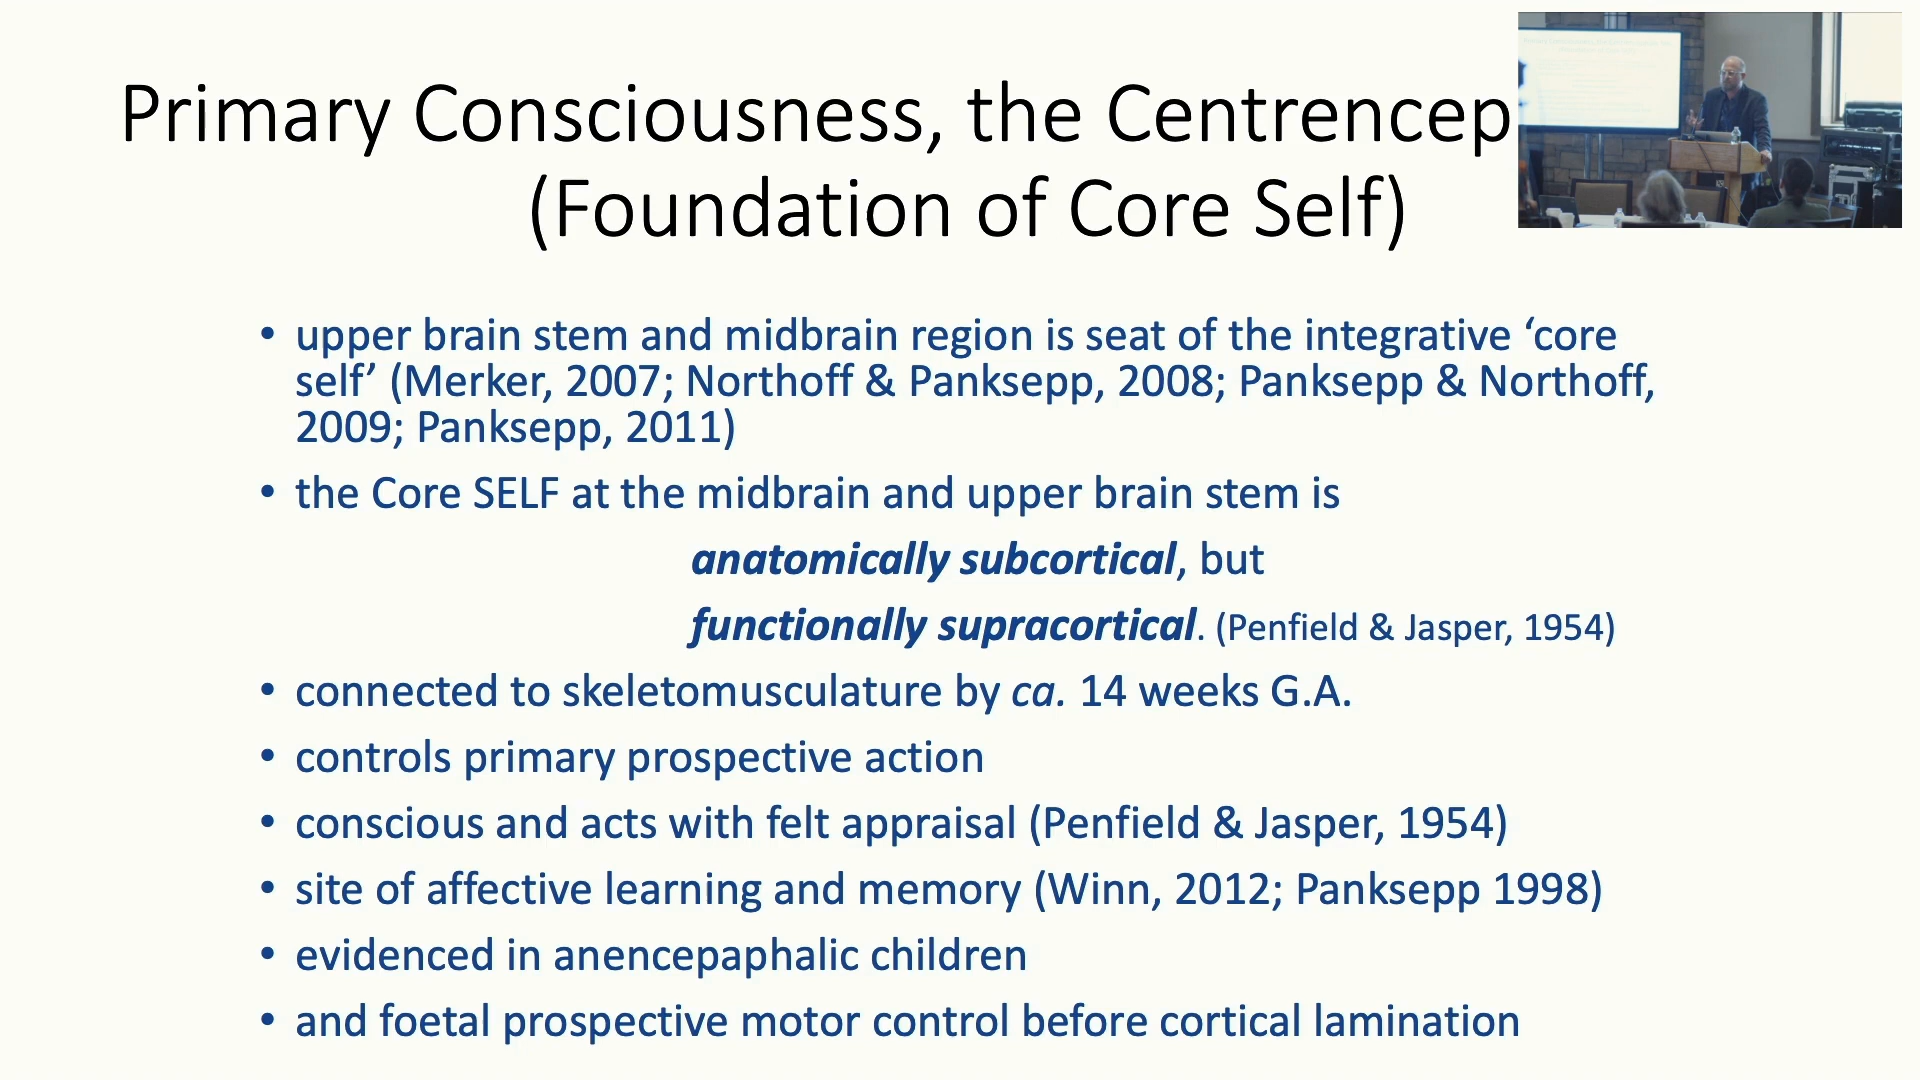 Primary Consciousness, the Centrencep
(Foundation of Core Self)
• upper brain stem and midbrain region is seat of the integrative ‘core
self’ (Merker, 2007; Northoff & Panksepp, 2008; Panksepp & Northoff,
2009; Panksepp, 2011)
• the Core SELF at the midbrain and upper brain stem is
anatomically subcortical, but
functionally supracortical. (Penfield & Jasper, 1954)
• connected to skeletomusculature by ca. 14 weeks G.A.
• controls primary prospective action
• conscious and acts with felt appraisal (Penfield & Jasper, 1954)
• site of affective learning and memory (Winn, 2012; Panksepp 1998)
• evidenced in anencepaphalic children
• and foetal prospective motor control before cortical lamination